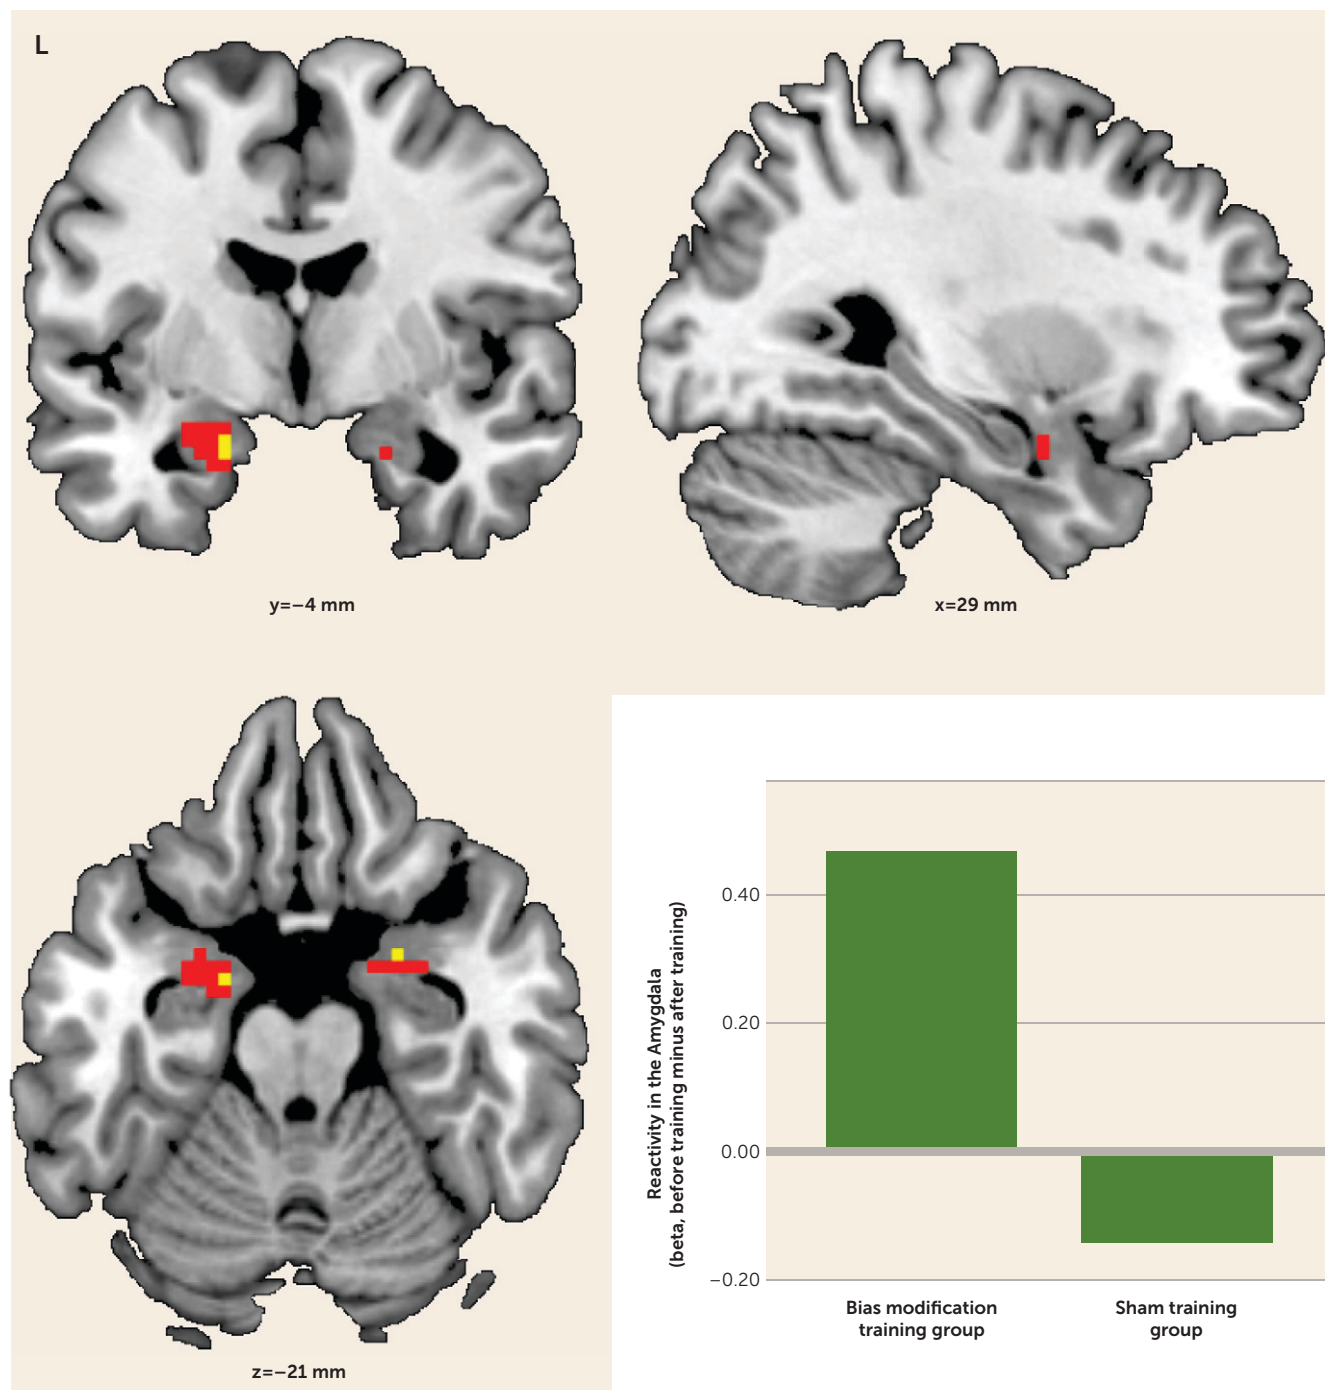 L
y=−4 mm
x=29 mm
z=−21 mm
Reactivity in the Amygdala
(beta, before training minus after training)
0.40
0.20
0.00
−0.20
Bias modification
training group
Sham training
group